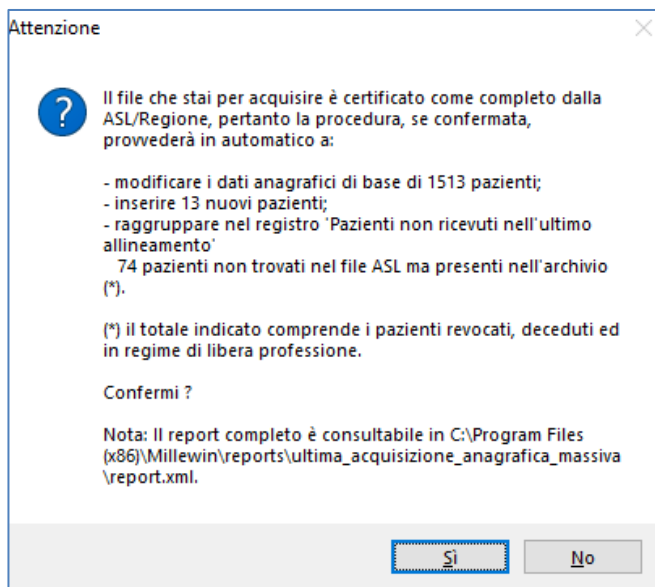 Attenzione
Il file che stai per acquisire è certificato come completo dalla
ASL/Regione, pertanto la procedura, se confermata,
provvederà in automatico a:
- modificare i dati anagrafici di base di 1513 pazienti;
- inserire 13 nuovi pazienti;
- raggruppare nel registro 'Pazienti non ricevuti nell'ultimo
allineamento'
74 pazienti non trovati nel file ASL ma presenti nell'archivio
(*).
(*) il totale indicato comprende i pazienti revocati, deceduti ed
in regime di libera professione.
Confermi ?
Nota: Il report completo è consultabile in C:\Program Files
(x86)\Millewin\reports\ultima_acquisizione_anagrafica_massiva
\report.xml.
Sì
No